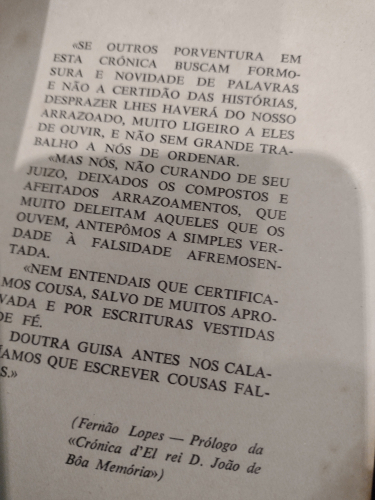 «SE OUTROS PORVENTURA EM
ESTA CRÓNICA BUSCAM FORMO-
SURA E NOVIDADE DE PALAVRAS
E NÃO A CERTIDÃO DAS HISTÓRIAS,
DESPRAZER LHES HAVERÁ DO NOSSO
ARRAZOADO, MUITO LIGEIRO A ELES
DE OUVIR, E NÃO SEM GRANDE TRA-
BALHO A NÓS DE ORDENAR.
«MAS NÓS, NÃO CURANDO DE SEU
JUIZO, DEIXADOS OS COMPOSTOS E
AFEITADOS ARRAZOAMENTOS, QUE
MUITO DELEITAM AQUELES QUE OS
OUVEM, ANTEPÔMOS A SIMPLES VER-
DADE À FALSIDADE AFREMOSEN-
TADA.
«NEM ENTENDAIS QUE CERTIFICA-
MOS COUSA, SALVO DE MUITOS APRO-
VADA E POR ESCRITURAS VESTIDAS
DE FÉ.
DOUTRA GUISA ANTES NOS CALA-
ÍAMOS QUE ESCREVER COUSAS FAL-
S.»
(Fernão Lopes — Prólogo da
«Crónica d'El rei D. João de
Bôa Memória»)